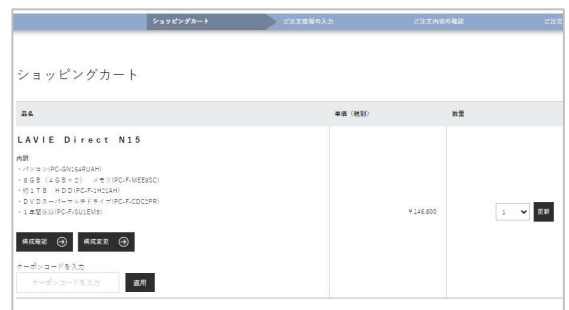 ショッピングカート
ご注文情報の入力
ご注文内容の確認
ご注文
ショッピングカート
品名
単価（税別）
数量
ＬＡＶＩＥ Ｄｉｒｅｃｔ Ｎ１５
内訳
・パソコン(PC-GN164RUAH)
・８ＧＢ（４ＧＢ×２） メモリ(PC-F-MEE8SC)
・約１ＴＢ ＨＤＤ(PC-F-1H21AH)
・ＤＶＤスーパーマルチドライブ(PC-F-CDC2PR)
・１年間保証(PC-F-SU1EM8)
￥146,800
1
更新
構成確認
構成変更
クーポンコードを入力
クーポンコードを入力
適用